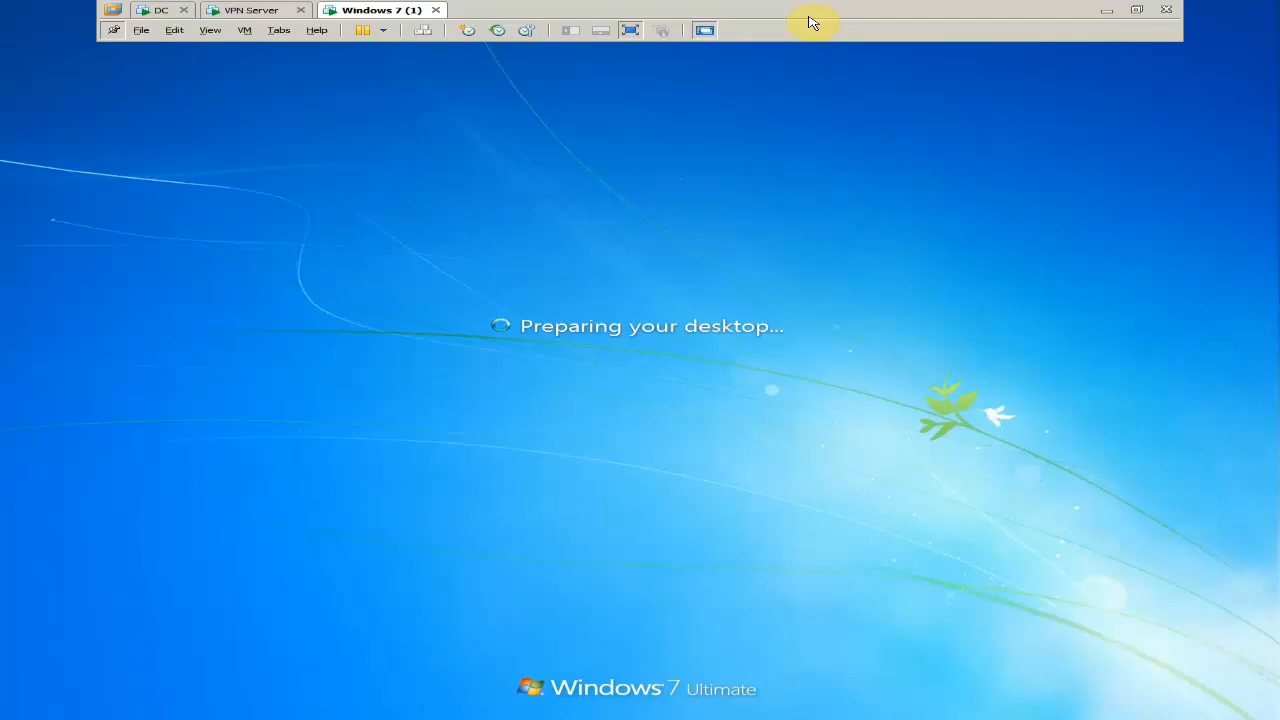 DC
VPN Server
Windows 7 (1)
File Edit View VM Tabs Help
Preparing your desktop...
Windows 7 Ultimate